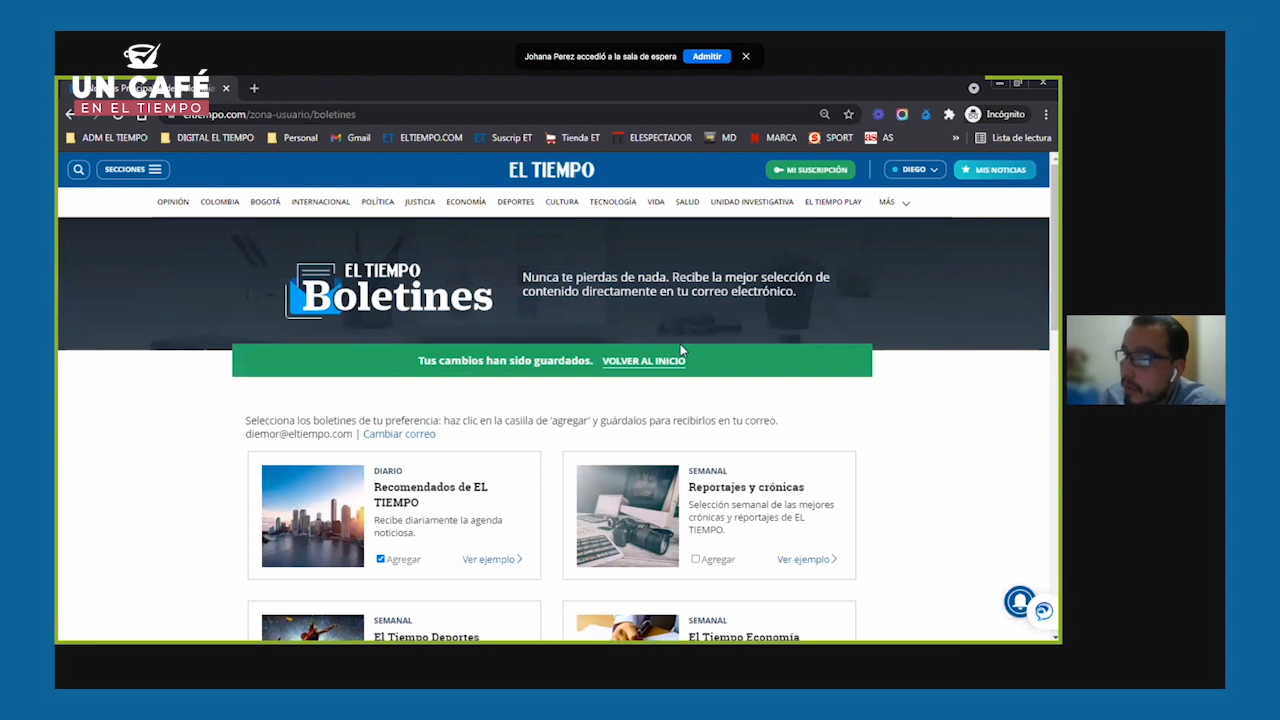 Johana Perez accedió a la sala de espera Admitir
UN CAFÉ
EN EL TIEMPO
eltiempo.com/zona-usuario/boletines
Incógnito
ADM EL TIEMPO DIGITAL EL TIEMPO Personal Gmail ELTIEMPO.COM Suscrip ET Tienda ET ELESPECTADOR MD MARCA SPORT AS » Lista de lectura
SECCIONES EL TIEMPO MI SUSCRIPCIÓN DIEGO MIS NOTICIAS
OPINIÓN COLOMBIA BOGOTÁ INTERNACIONAL POLÍTICA JUSTICIA ECONOMÍA DEPORTES CULTURA TECNOLOGÍA VIDA SALUD UNIDAD INVESTIGATIVA EL TIEMPO PLAY MÁS
EL TIEMPO
Boletines
Nunca te pierdas de nada. Recibe la mejor selección de
contenido directamente en tu correo electrónico.
Tus cambios han sido guardados. VOLVER AL INICIO
Selecciona los boletines de tu preferencia: haz clic en la casilla de 'agregar' y guárdalos para recibirlos en tu correo.
diemor@eltiempo.com | Cambiar correo
DIARIO
Recomendados de EL
TIEMPO
Recibe diariamente la agenda
noticiosa.
Agregar Ver ejemplo
SEMANAL
Reportajes y crónicas
Selección semanal de las mejores
crónicas y reportajes de EL
TIEMPO.
Agregar Ver ejemplo
SEMANAL
El Tiempo Deportes
SEMANAL
El Tiempo Economía